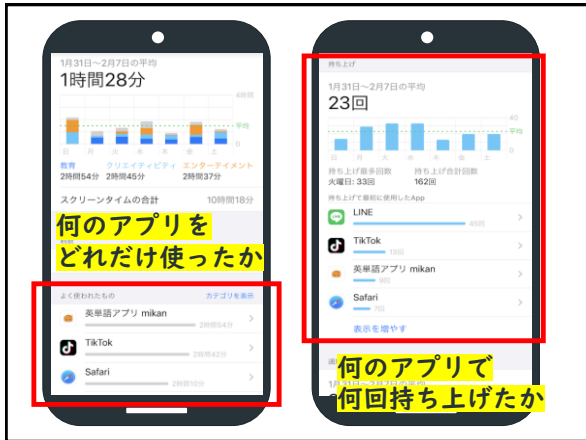 1月31日～2月7日の平均
1時間28分
4時間
平均
0
日 月 火 水 木 金 土
教育 クリエイティビティ エンターテイメント
2時間54分 2時間45分 2時間37分
スクリーンタイムの合計 10時間18分
何のアプリを
どれだけ使ったか
よく使われたもの カテゴリを表示
英単語アプリ mikan
2時間54分
TikTok
2時間42分
Safari
2時間10分
持ち上げ
1月31日～2月7日の平均
23回
40
平均
0
日 月 火 水 木 金 土
持ち上げ最多回数 持ち上げ合計回数
火曜日: 33回 162回
持ち上げて最初に使用したApp
LINE
49回
TikTok
13回
英単語アプリ mikan
9回
Safari
7回
表示を増やす
何のアプリで
何回持ち上げたか